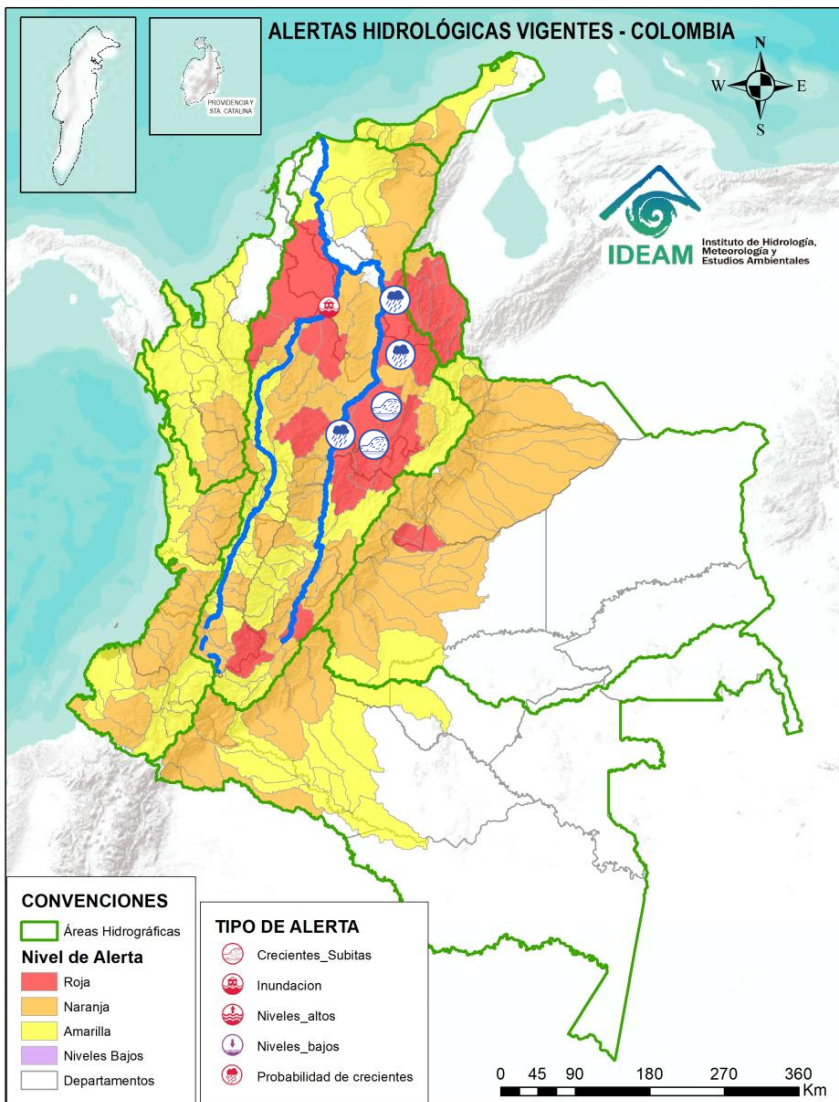 ALERTAS HIDROLÓGICAS VIGENTES - COLOMBIA
PROVIDENCIA Y
STA. CATALINA
N
W
E
S
IDEAM
Instituto de Hidrología,
Meteorología y
Estudios Ambientales
CONVENCIONES
Áreas Hidrográficas
Nivel de Alerta
Roja
Naranja
Amarilla
Niveles Bajos
Departamentos
TIPO DE ALERTA
Crecientes_Subitas
Inundacion
Niveles_altos
Niveles_bajos
Probabilidad de crecientes
0 45 90 180 270 360
Km